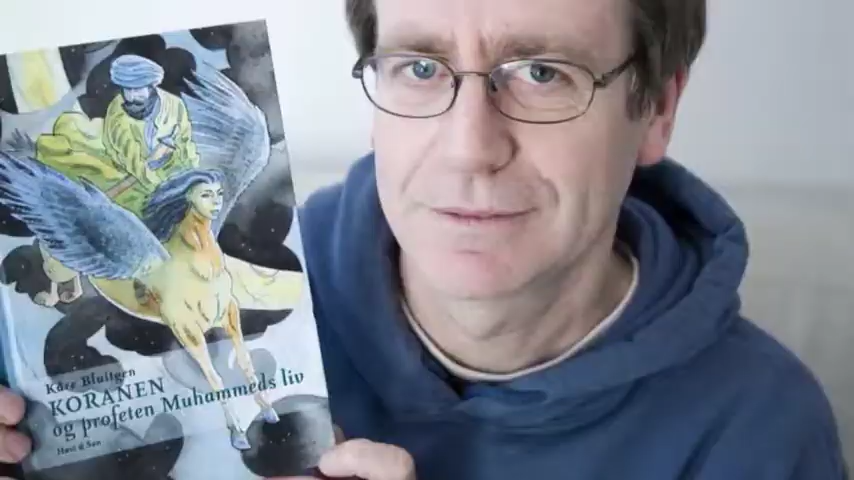 Kåre Bluitgen
KORANEN
og profeten Muhammeds liv
Høst & Søn